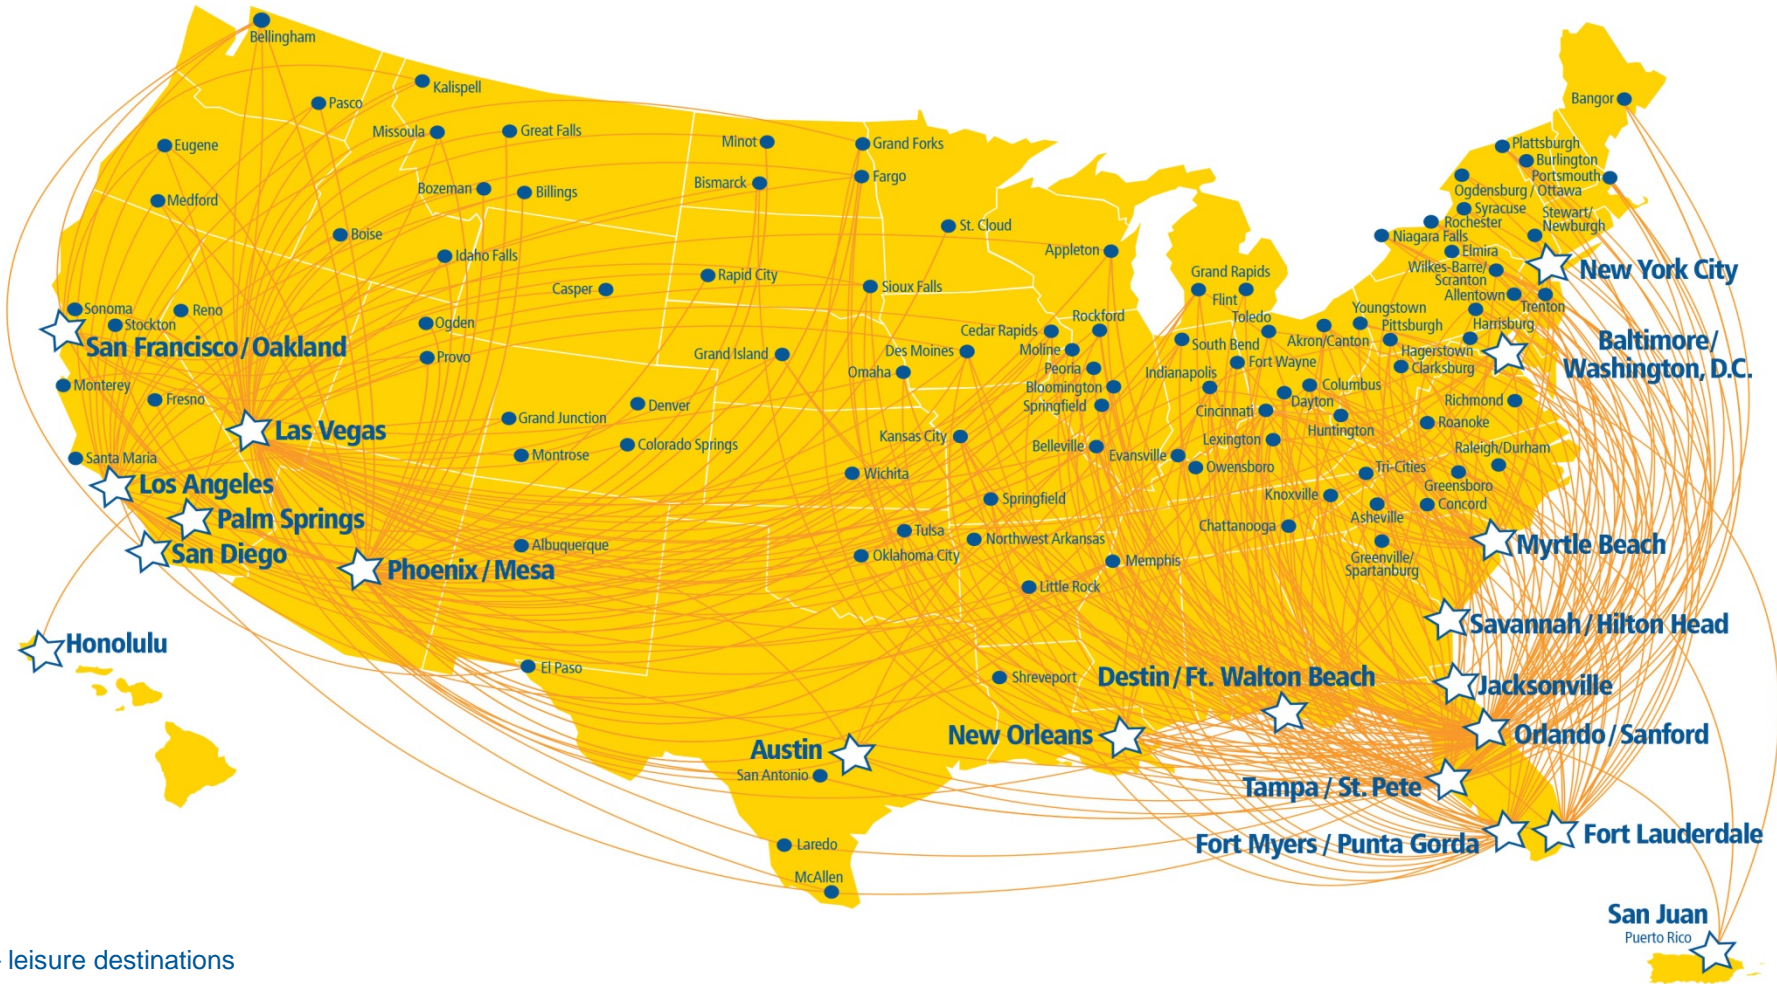 Bellingham
Kalispell
Pasco
Missoula
Great Falls
Eugene
Bozeman
Billings
Medford
Boise
Idaho Falls
Minot
Grand Forks
Bismarck
Fargo
St. Cloud
Appleton
Rapid City
Casper
Sioux Falls
Bangor
Plattsburgh
Burlington
Portsmouth
Ogdensburg / Ottawa
Syracuse
Stewart/
Newburgh
Rochester
Niagara Falls
Elmira
Wilkes-Barre/
Scranton
New York City
Allentown
Trenton
Grand Rapids
Flint
Toledo
Youngstown
Pittsburgh
Harrisburg
Akron/Canton
Hagerstown
Clarksburg
Baltimore/
Washington, D.C.
Sonoma
Stockton
Reno
San Francisco / Oakland
Ogden
Provo
Monterey
Fresno
Las Vegas
Santa Maria
Los Angeles
Palm Springs
San Diego
Phoenix / Mesa
Honolulu
Grand Junction
Denver
Montrose
Colorado Springs
Albuquerque
El Paso
Grand Island
Cedar Rapids
Rockford
Des Moines
Moline
Omaha
Peoria
Bloomington
Springfield
South Bend
Fort Wayne
Indianapolis
Columbus
Dayton
Cincinnati
Huntington
Richmond
Roanoke
Kansas City
Belleville
Evansville
Lexington
Owensboro
Raleigh/Durham
Tri-Cities
Greensboro
Wichita
Springfield
Knoxville
Concord
Asheville
Chattanooga
Greenville/
Spartanburg
Tulsa
Northwest Arkansas
Oklahoma City
Memphis
Little Rock
Myrtle Beach
Savannah / Hilton Head
Shreveport
Destin / Ft. Walton Beach
Jacksonville
New Orleans
Orlando / Sanford
Austin
San Antonio
Tampa / St. Pete
Laredo
Fort Myers / Punta Gorda
Fort Lauderdale
McAllen
San Juan
Puerto Rico
leisure destinations